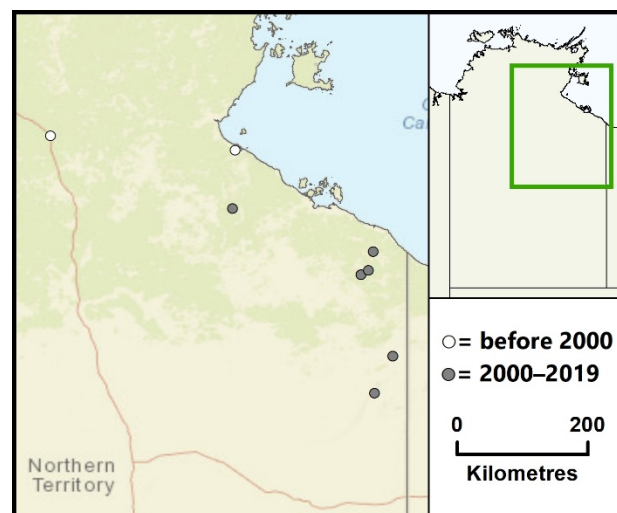 Northern
Territory
= before 2000
= 2000–2019
0 200
Kilometres